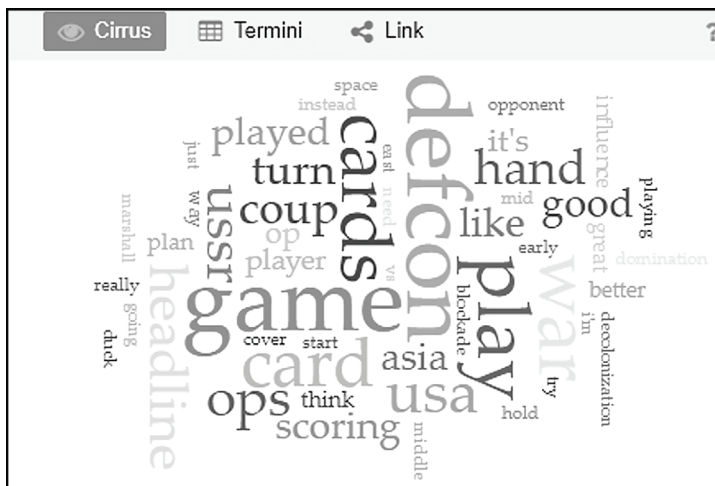 Cirrus Termini Link ?
space
instead
defcon
opponent
influence
played
cards
it's
just
east
turn
hand
playing
marshall
way
ussr
coup
need
mid
good
like
great
op
plan
player
vs
early
domination
really
headline
game
play
war
better
going
blockade
i'm
decolonization
duck
cover
start
card
asia
usa
try
ops
think
hold
scoring
middle